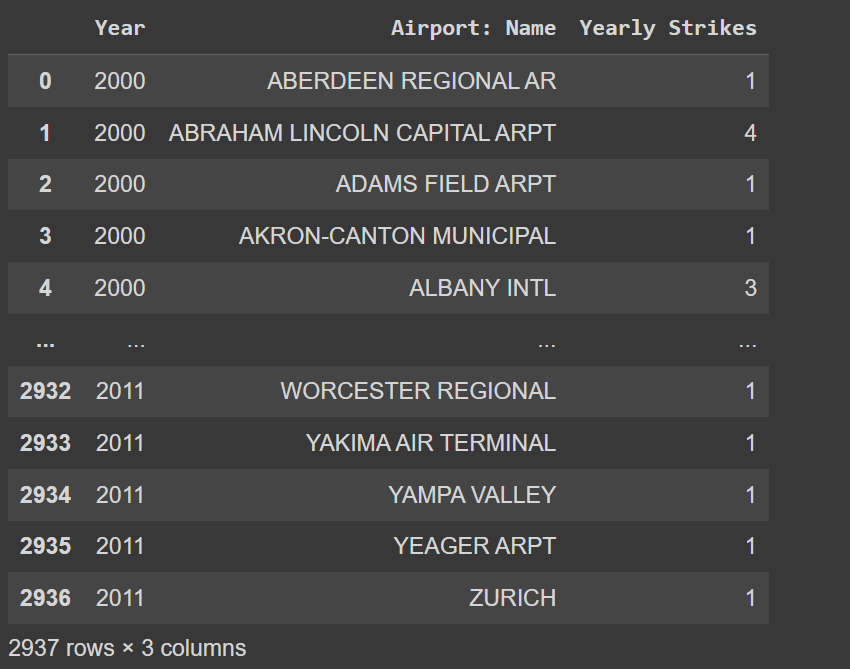 Year Airport: Name Yearly Strikes
0 2000 ABERDEEN REGIONAL AR 1
1 2000 ABRAHAM LINCOLN CAPITAL ARPT 4
2 2000 ADAMS FIELD ARPT 1
3 2000 AKRON-CANTON MUNICIPAL 1
4 2000 ALBANY INTL 3
... ... ... ...
2932 2011 WORCESTER REGIONAL 1
2933 2011 YAKIMA AIR TERMINAL 1
2934 2011 YAMPA VALLEY 1
2935 2011 YEAGER ARPT 1
2936 2011 ZURICH 1
2937 rows × 3 columns